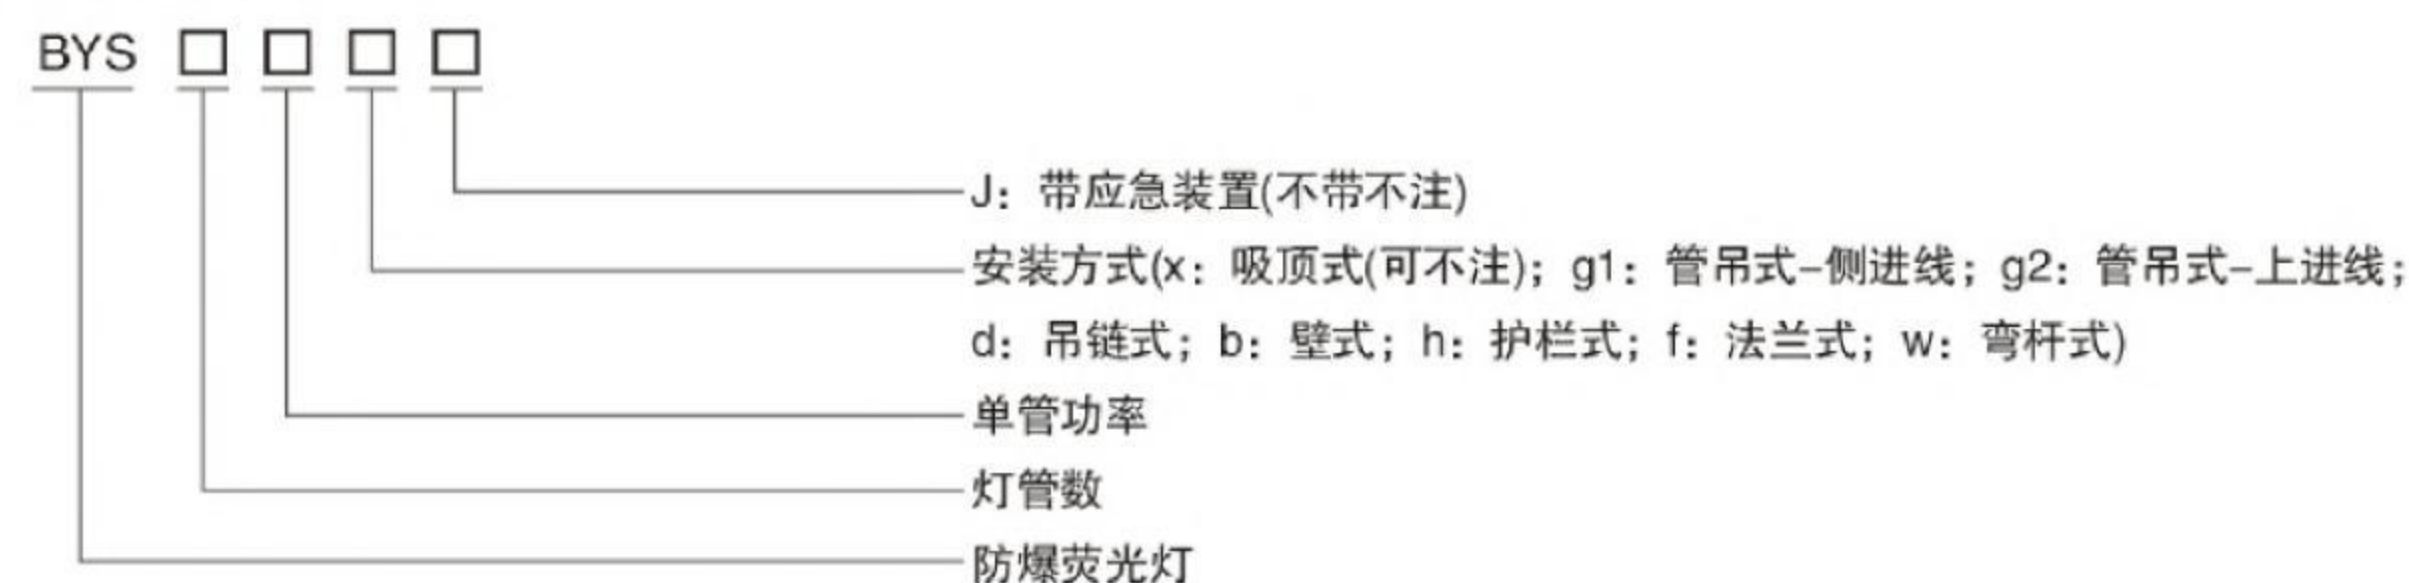 BYS □ □ □ □
J：带应急装置(不带不注)
安装方式(x：吸顶式(可不注)；g1：管吊式–侧进线；g2：管吊式–上进线；
d：吊链式；b：壁式；h：护栏式；f：法兰式；w：弯杆式)
单管功率
灯管数
防爆荧光灯